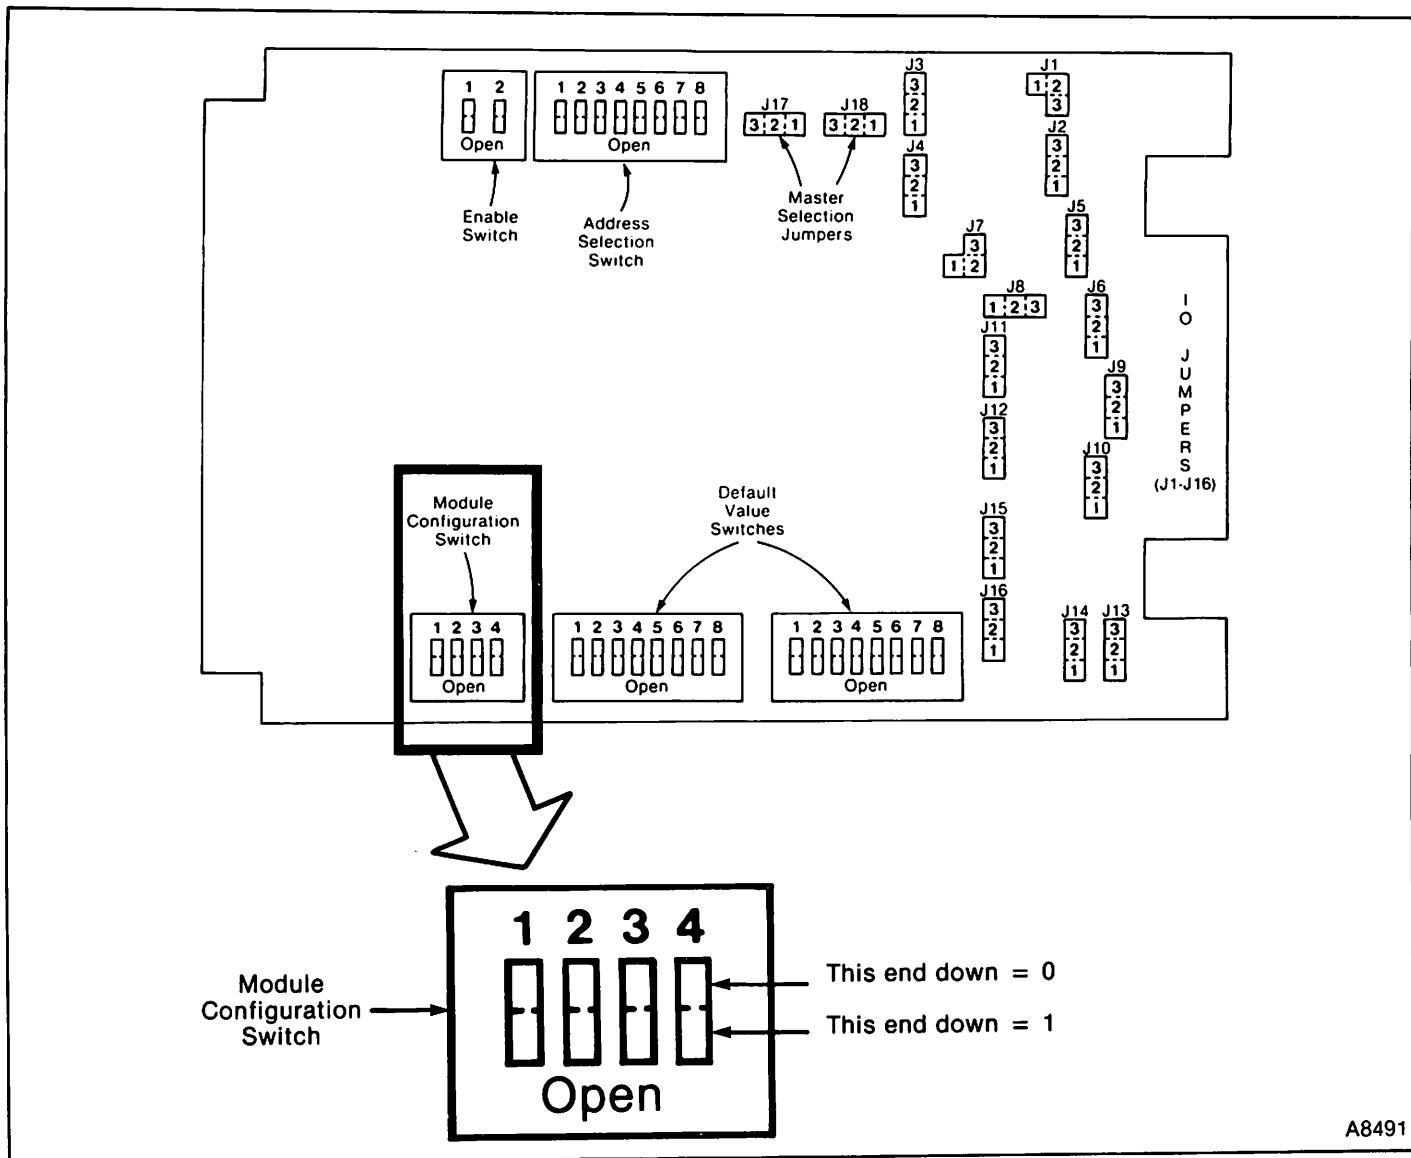 1 2
Open
Enable
Switch
1 2 3 4 5 6 7 8
Open
Address
Selection
Switch
J17
3 2 1
J18
3 2 1
Master
Selection
Jumpers
J3
3
2
1
J4
3
2
1
J1
1 2
3
J2
3
2
1
J5
3
2
1
J7
3
1 2
J8
1 2 3
J6
3
2
1
J11
3
2
1
J9
3
2
1
J12
3
2
1
J10
3
2
1
J15
3
2
1
J16
3
2
1
J14
3
2
1
J13
3
2
1
IO JUMPERS
(J1-J16)
Module
Configuration
Switch
1 2 3 4
Open
Default
Value
Switches
1 2 3 4 5 6 7 8
Open
1 2 3 4 5 6 7 8
Open
Module
Configuration
Switch
1 2 3 4
Open
This end down = 0
This end down = 1
A8491